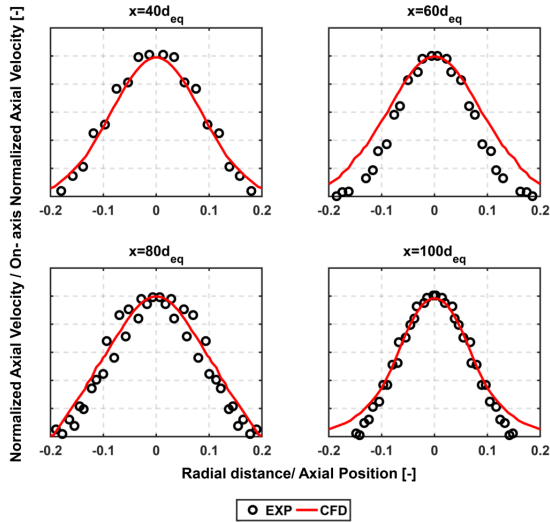 x=40d_eq
x=60d_eq
-0.2 -0.1 0 0.1 0.2
-0.2 -0.1 0 0.1 0.2
x=80d_eq
x=100d_eq
-0.2 -0.1 0 0.1 0.2
-0.2 -0.1 0 0.1 0.2
Normalized Axial Velocity / On- axis Normalized Axial Velocity [-]
Radial distance/ Axial Position [-]
EXP CFD